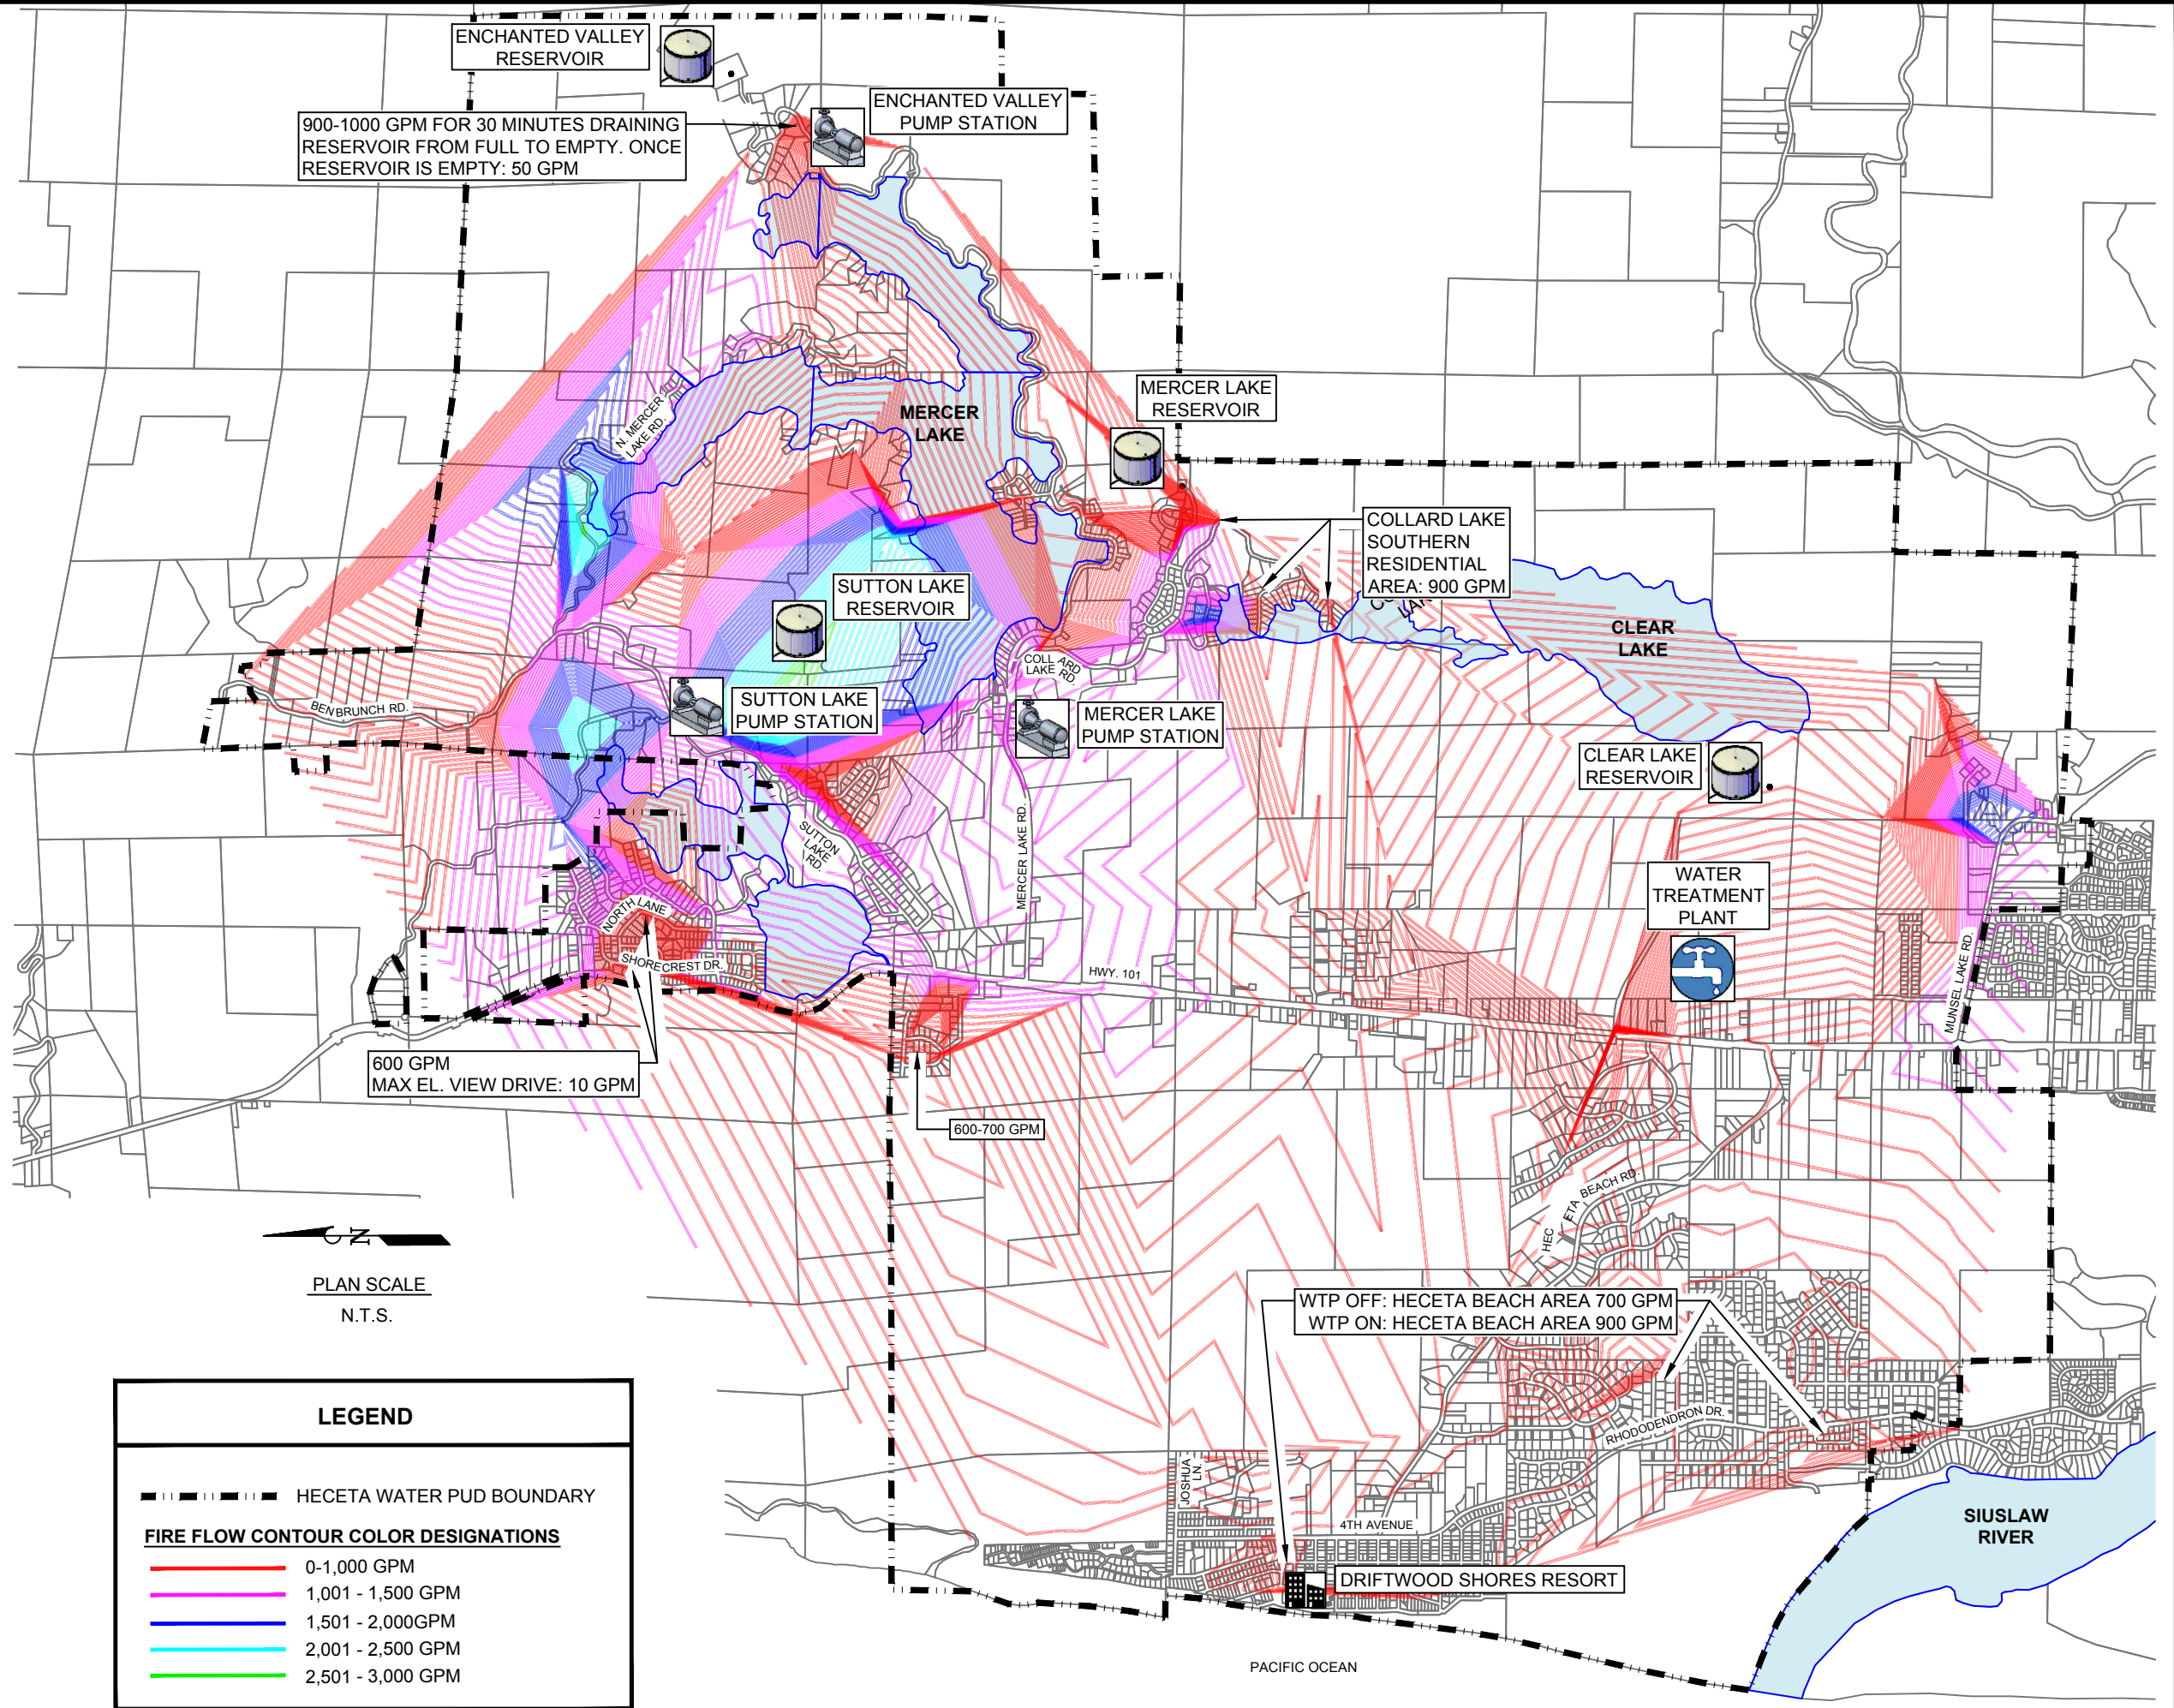 ENCHANTED VALLEY
RESERVOIR
ENCHANTED VALLEY
PUMP STATION
900-1000 GPM FOR 30 MINUTES DRAINING
RESERVOIR FROM FULL TO EMPTY. ONCE
RESERVOIR IS EMPTY: 50 GPM
MERCER LAKE
RESERVOIR
N. MERCER
LAKE RD.
MERCER
LAKE
COLLARD LAKE
SOUTHERN
RESIDENTIAL
AREA: 900 GPM
SUTTON LAKE
RESERVOIR
CLEAR
LAKE
COLLARD
LAKE RD.
BENBRUNCH RD.
SUTTON LAKE
PUMP STATION
MERCER LAKE
PUMP STATION
CLEAR LAKE
RESERVOIR
SUTTON
LAKE
RD.
MERCER LAKE RD.
WATER
TREATMENT
PLANT
NORTH LANE
SHORECREST DR.
HWY. 101
MUNSEL LAKE RD.
600 GPM
MAX EL. VIEW DRIVE: 10 GPM
600-700 GPM
HECETA BEACH RD.
N
PLAN SCALE
N.T.S.
WTP OFF: HECETA BEACH AREA 700 GPM
WTP ON: HECETA BEACH AREA 900 GPM
RHODODENDRON DR.
JOSHUA
LN.
4TH AVENUE
SIUSLAW
RIVER
DRIFTWOOD SHORES RESORT
PACIFIC OCEAN
LEGEND
HECETA WATER PUD BOUNDARY
FIRE FLOW CONTOUR COLOR DESIGNATIONS
0-1,000 GPM
1,001 - 1,500 GPM
1,501 - 2,000GPM
2,001 - 2,500 GPM
2,501 - 3,000 GPM